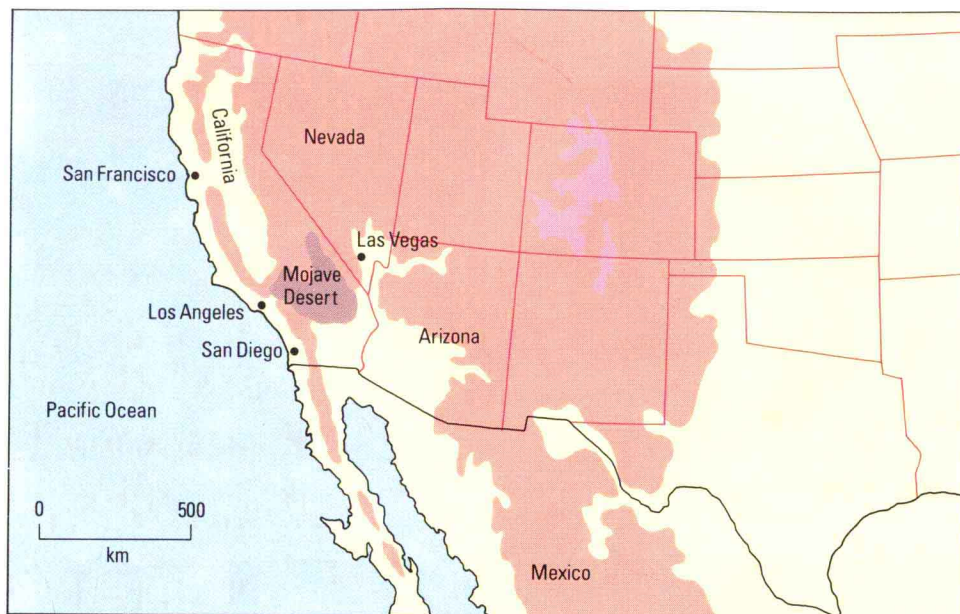 California
Nevada
San Francisco
Las Vegas
Mojave
Desert
Los Angeles
Arizona
San Diego
Pacific Ocean
0 500
km
Mexico